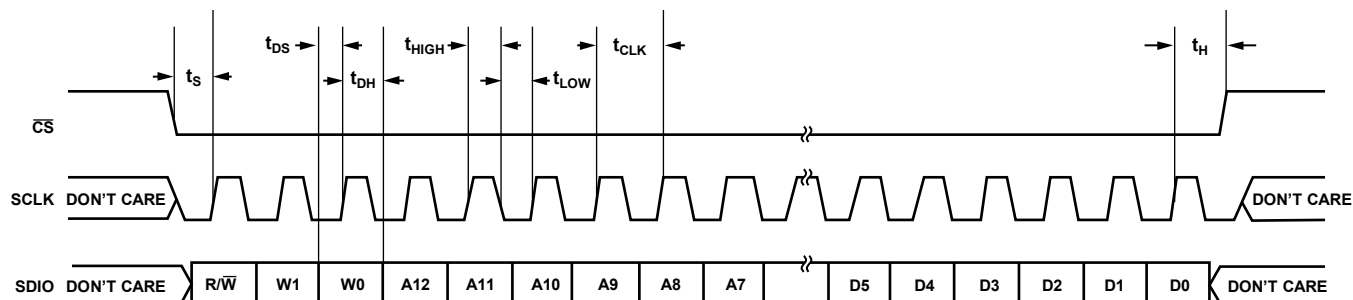 tDS tHIGH tCLK tH
tS tDH tLOW
CS
SCLK DON'T CARE DON'T CARE
SDIO DON'T CARE R/W W1 W0 A12 A11 A10 A9 A8 A7 D5 D4 D3 D2 D1 D0 DON'T CARE